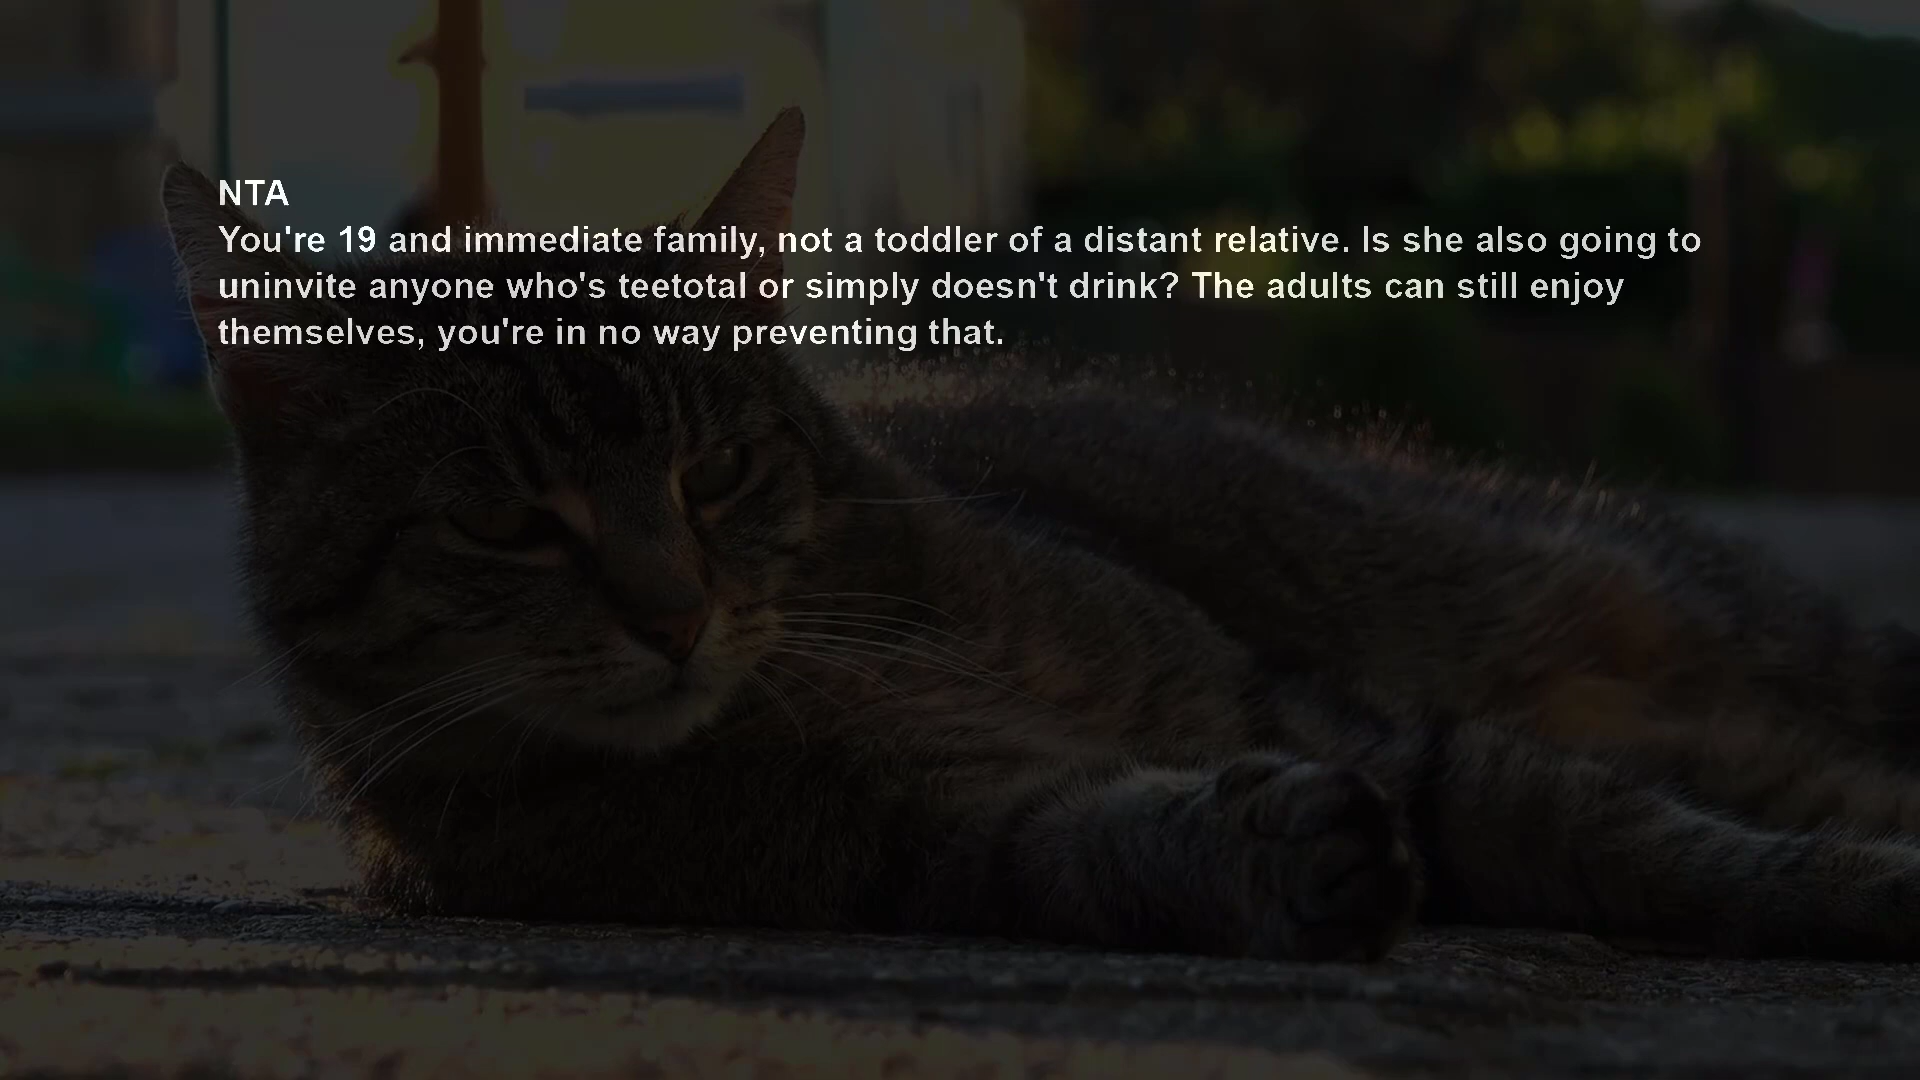 NTA
You're 19 and immediate family, not a toddler of a distant relative. Is she also going to
uninvite anyone who's teetotal or simply doesn't drink? The adults can still enjoy
themselves, you're in no way preventing that.